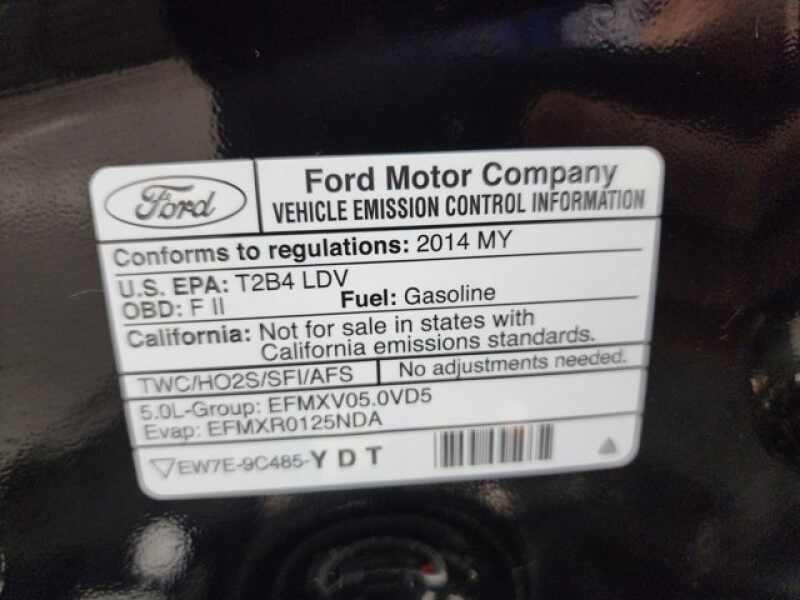 Ford
Ford Motor Company
VEHICLE EMISSION CONTROL INFORMATION
Conforms to regulations: 2014 MY
U.S. EPA: T2B4 LDV
OBD: F II Fuel: Gasoline
California: Not for sale in states with
California emissions standards.
TWC/HO2S/SFI/AFS No adjustments needed.
5.0L-Group: EFMXV05.0VD5
Evap: EFMXR0125NDA
EW7E-9C485-Y D T